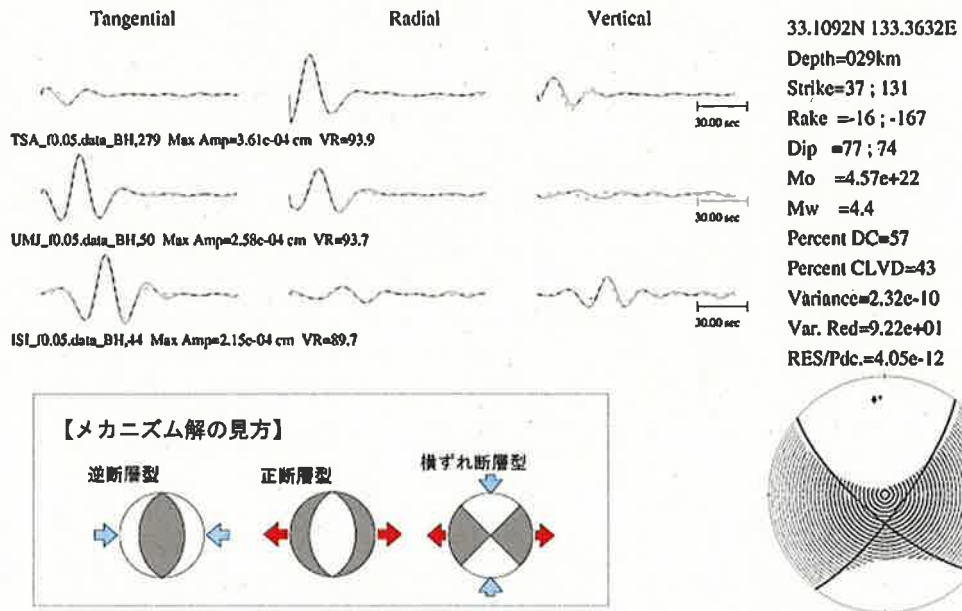 Tangential Radial Vertical
30.00 sec
TSA_f0.05.data_BH,279 Max Amp=3.61e-04 cm VR=93.9
30.00 sec
UMJ_f0.05.data_BH,50 Max Amp=2.58e-04 cm VR=93.7
30.00 sec
ISI_f0.05.data_BH,44 Max Amp=2.15e-04 cm VR=89.7
33.1092N 133.3632E
Depth=029km
Strike=37 ; 131
Rake =-16 ; -167
Dip =77 ; 74
Mo =4.57e+22
Mw =4.4
Percent DC=57
Percent CLVD=43
Variance=2.32e-10
Var. Red=9.22e+01
RES/Pdc.=4.05e-12
【メカニズム解の見方】
逆断層型 正断層型 横ずれ断層型